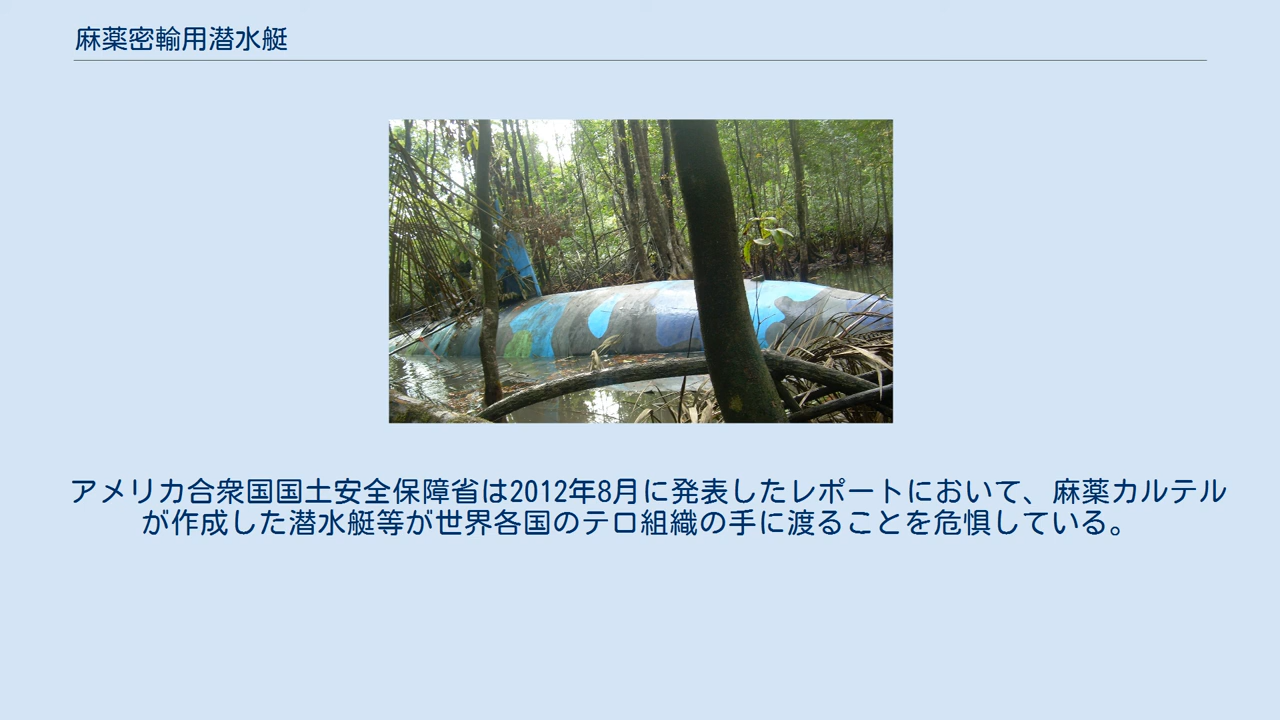 麻薬密輸用潜水艇
アメリカ合衆国国土安全保障省は2012年8月に発表したレポートにおいて、麻薬カルテル
が作成した潜水艇等が世界各国のテロ組織の手に渡ることを危惧している。